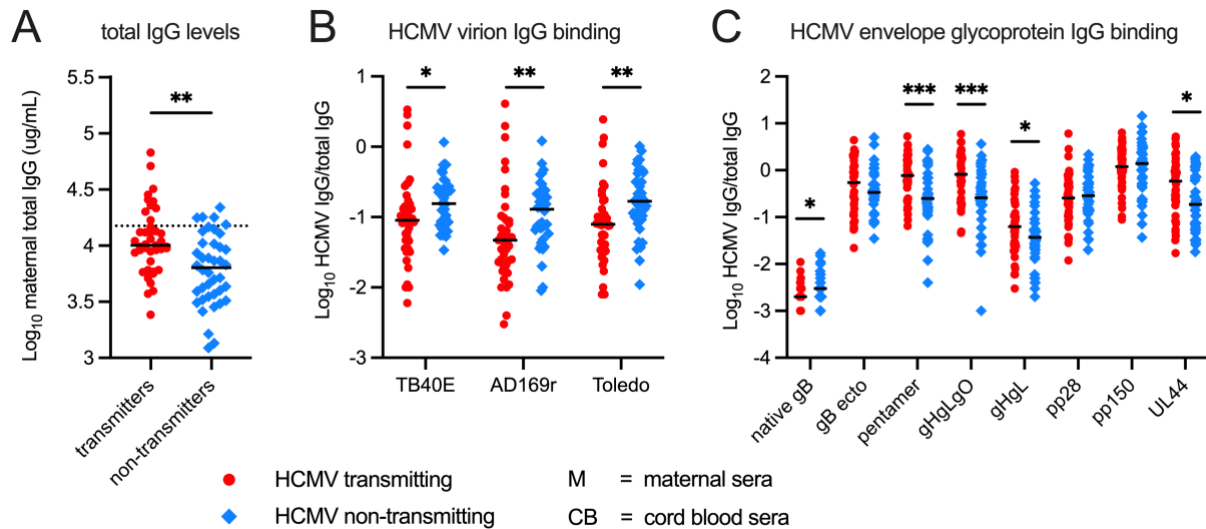 A
total IgG levels
Log10 maternal total IgG (ug/mL)
5.5
5
4.5
4
3.5
3
**
transmitters
non-transmitters
B
HCMV virion IgG binding
Log10 HCMV IgG/total IgG
1
0
-1
-2
-3
*
**
**
TB40E
AD169r
Toledo
C
HCMV envelope glycoprotein IgG binding
Log10 HCMV IgG/total IgG
2
1
0
-1
-2
-3
-4
*
***
***
*
*
native gB
gB ecto
pentamer
gHgLgO
gHgL
pp28
pp150
UL44
HCMV transmitting
HCMV non-transmitting
M = maternal sera
CB = cord blood sera